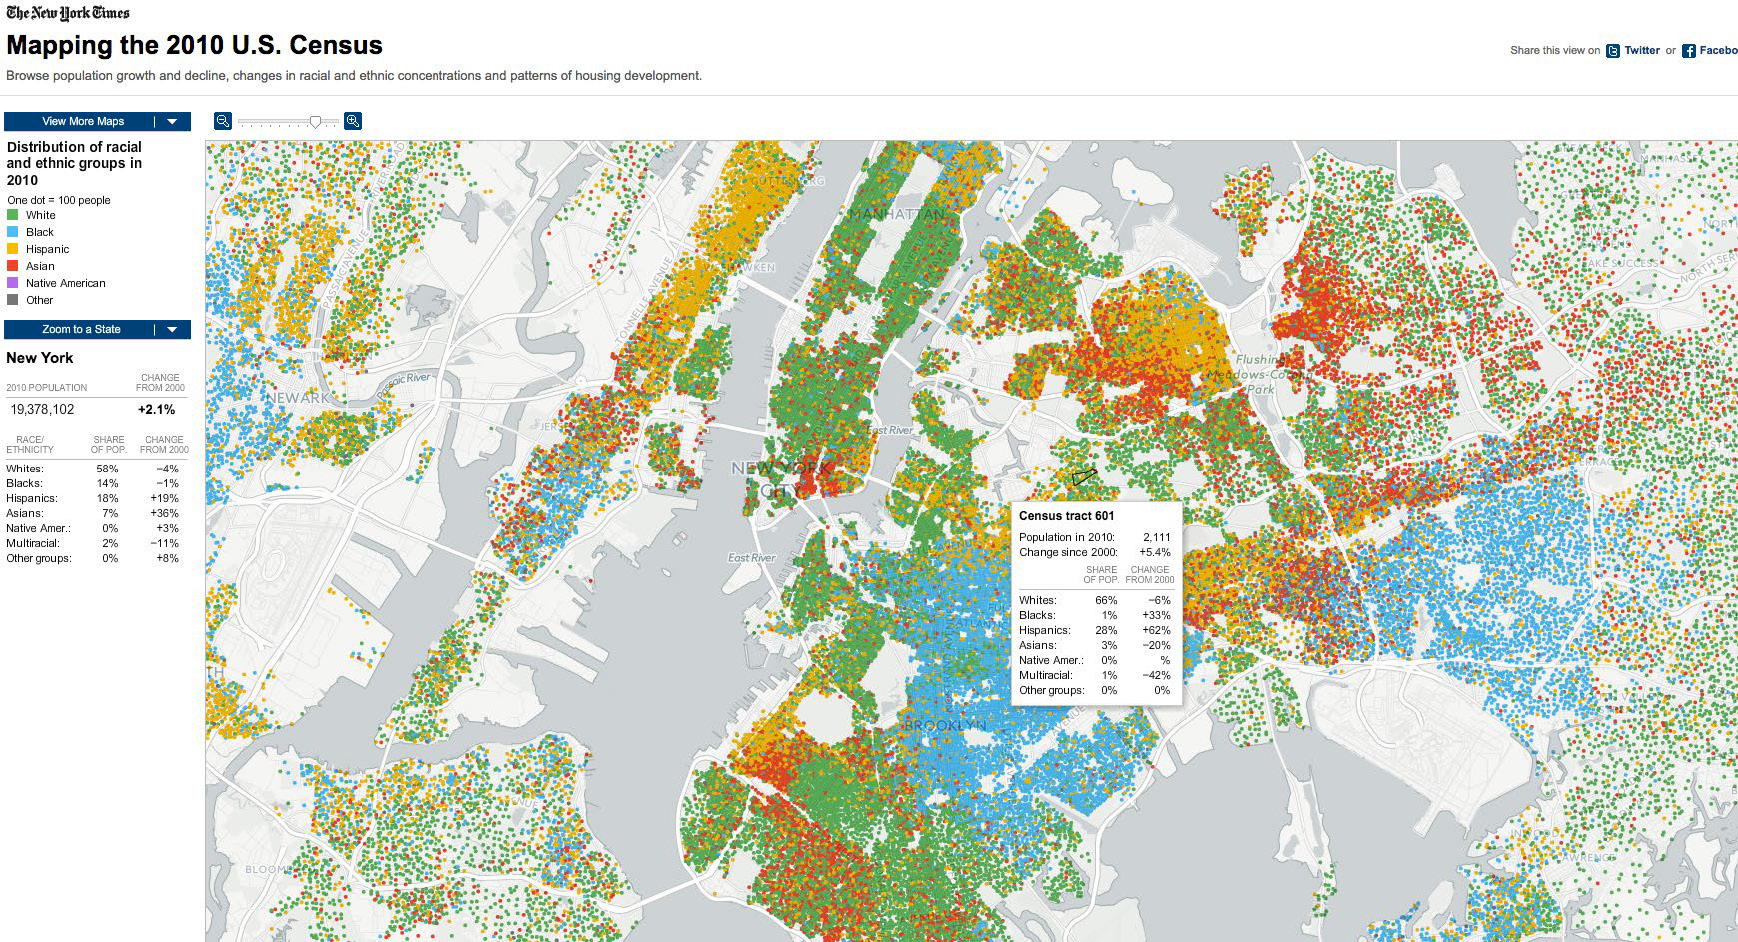 The New York Times
Mapping the 2010 U.S. Census
Browse population growth and decline, changes in racial and ethnic concentrations and patterns of housing development.
Share this view on Twitter or Facebo
View More Maps
Distribution of racial
and ethnic groups in
2010
One dot = 100 people
White
Black
Hispanic
Asian
Native American
Other
Zoom to a State
New York
2010 POPULATION CHANGE FROM 2000
19,378,102 +2.1%
RACE/ SHARE CHANGE
ETHNICITY OF POP. FROM 2000
Whites: 58% −4%
Blacks: 14% −1%
Hispanics: 18% +19%
Asians: 7% +36%
Native Amer.: 0% +3%
Multiracial: 2% −11%
Other groups: 0% +8%
MANHATTAN
PASSAIC AVENUE
TONNELL AVENUE
NEWARK
Passaic River
East River
NEW YORK
CITY
East River
Flushing
Meadows-Corona
Park
LAKE SUCCESS
BROOKLYN
Census tract 601
Population in 2010: 2,111
Change since 2000: +5.4%
SHARE CHANGE
OF POP. FROM 2000
Whites: 66% −6%
Blacks: 1% +33%
Hispanics: 28% +62%
Asians: 3% −20%
Native Amer.: 0% %
Multiracial: 1% −42%
Other groups: 0% 0%
BLOOM
AWRENCE